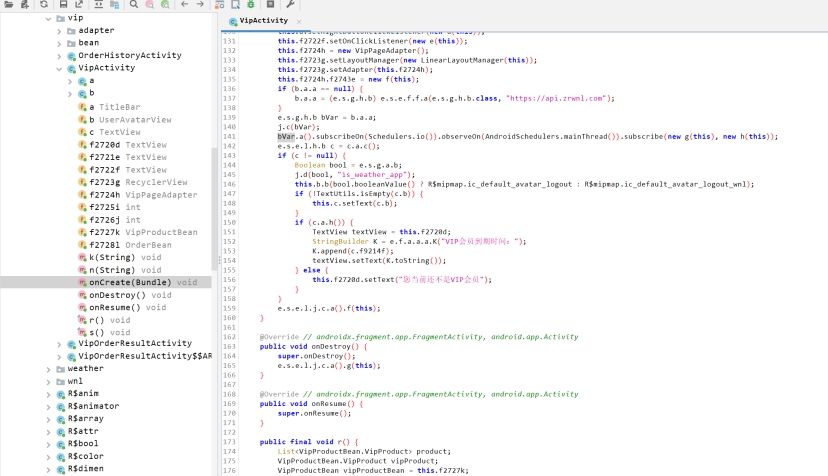 vip
adapter
bean
OrderHistoryActivity
VipActivity
a
b
a TitleBar
b UserAvatarView
c TextView
f2720d TextView
f2721e TextView
f2722f TextView
f2723g RecyclerView
f2724h VipPageAdapter
f2725i int
f2726j int
f2727k VipProductBean
f2728l OrderBean
k(String) void
n(String) void
onCreate(Bundle) void
onDestroy() void
onResume() void
r() void
s() void
VipOrderResultActivity
VipOrderResultActivity$$AR
weather
wnl
R$anim
R$animator
R$array
R$attr
R$bool
R$color
R$dimen
VipActivity
131 this.f2722f.setOnClickListener(new e(this));
132 this.f2724h = new VipPageAdapter();
133 this.f2723g.setLayoutManager(new LinearLayoutManager(this));
134 this.f2723g.setAdapter(this.f2724h);
135 this.f2724h.f2743e = new f(this);
136 if (b.a.a == null) {
137 b.a.a = (e.s.g.h.b) e.s.e.f.f.a(e.s.g.h.b.class, "https://api.zrwnl.com");
138 }
139 e.s.g.h.b bVar = b.a.a;
140 j.c(bVar);
141 bVar.a().subscribeOn(Schedulers.io()).observeOn(AndroidSchedulers.mainThread()).subscribe(new g(this), new h(this));
142 e.s.e.l.h.b c = c.a.c();
143 if (c != null) {
144 Boolean bool = e.s.g.a.b;
145 j.d(bool, "is_weather_app");
146 this.b.b(bool.booleanValue() ? R$mipmap.ic_default_avatar_logout : R$mipmap.ic_default_avatar_logout_wnl);
147 if (!TextUtils.isEmpty(c.b)) {
148 this.c.setText(c.b);
149 }
150 if (c.a.h()) {
151 TextView textView = this.f2720d;
152 StringBuilder K = e.f.a.a.a.K("VIP会员到期时间：");
153 K.append(c.f9214f);
154 textView.setText(K.toString());
155 } else {
156 this.f2720d.setText("您当前还不是VIP会员");
157 }
158 }
159 e.s.e.l.j.c.a().f(this);
160 }
161
162 @Override // androidx.fragment.app.FragmentActivity, android.app.Activity
163 public void onDestroy() {
164 super.onDestroy();
165 e.s.e.l.j.c.a().g(this);
166 }
167
168 @Override // androidx.fragment.app.FragmentActivity, android.app.Activity
169 public void onResume() {
170 super.onResume();
171 }
172
173 public final void r() {
174 List<VipProductBean.VipProduct> product;
175 VipProductBean.VipProduct vipProduct;
176 VipProductBean vipProductBean = this.f2727k;